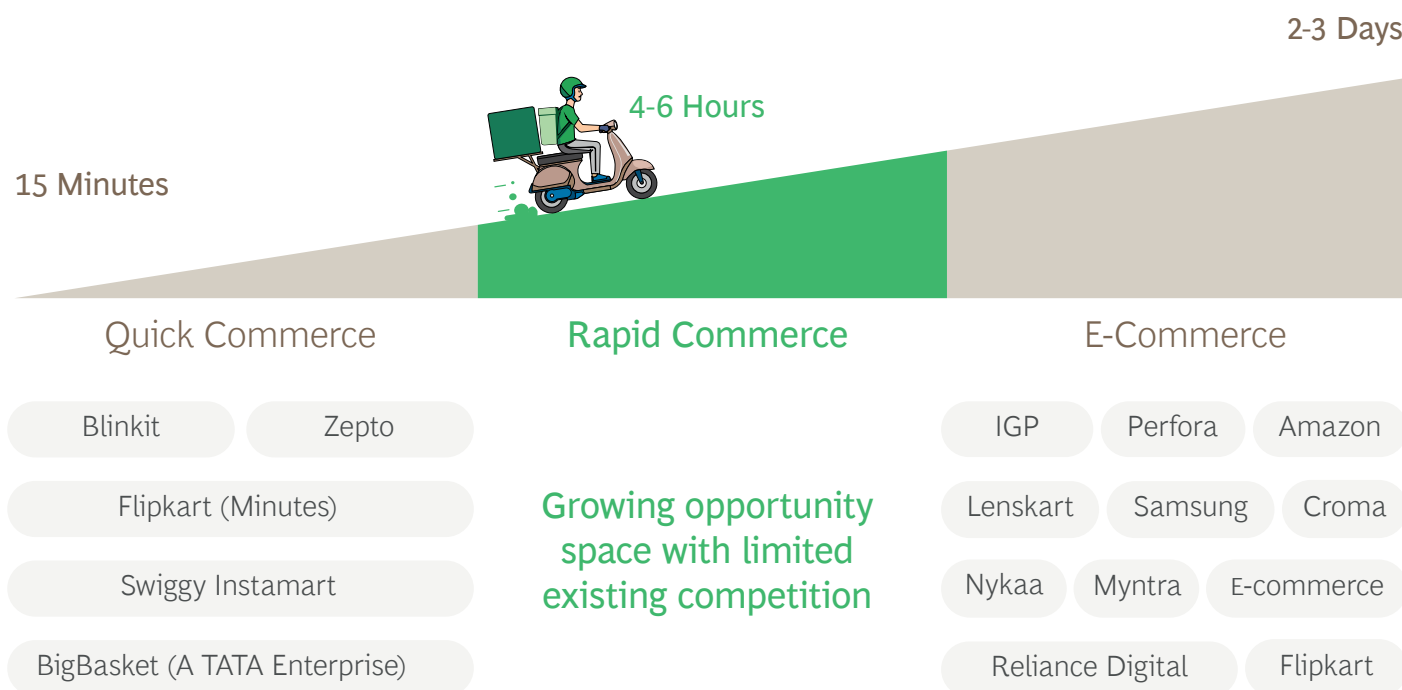 2-3 Days
4-6 Hours
15 Minutes
Quick Commerce
Rapid Commerce
E-Commerce
Blinkit
Zepto
Flipkart (Minutes)
Swiggy Instamart
BigBasket (A TATA Enterprise)
Growing opportunity
space with limited
existing competition
IGP
Perfora
Amazon
Lenskart
Samsung
Croma
Nykaa
Myntra
E-commerce
Reliance Digital
Flipkart